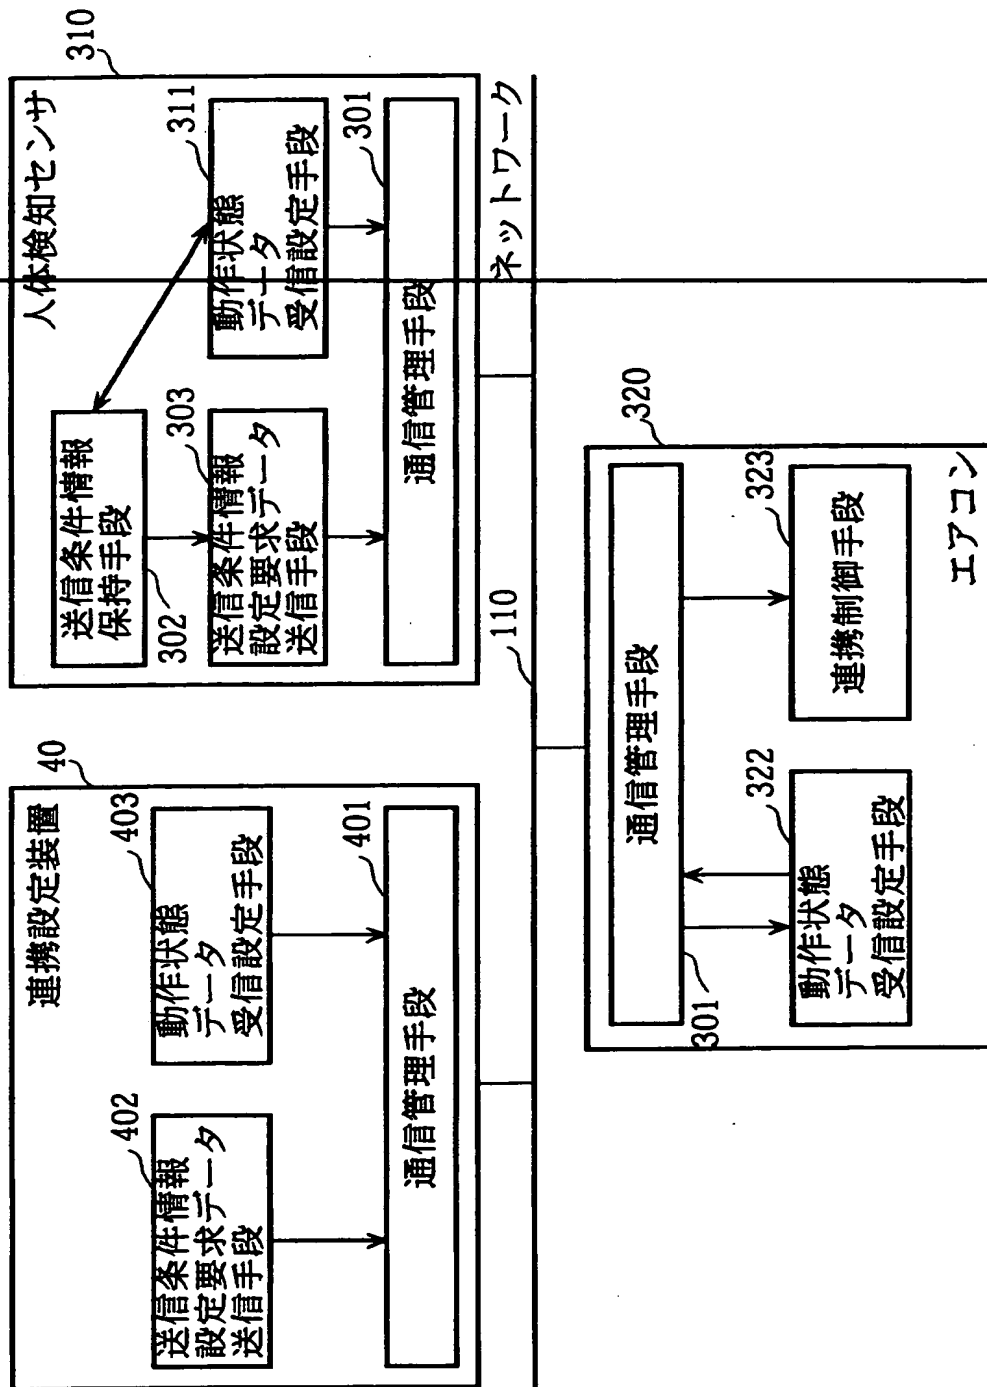 連携設定装置
40
402
送信条件情報
設定要求データ
送信手段
403
動作状態
データ
受信設定手段
401
通信管理手段
人体検知センサ
310
送信条件情報
保持手段
302
303
送信条件情報
設定要求データ
送信手段
311
動作状態
データ
受信設定手段
301
通信管理手段
110
ネットワーク
320
通信管理手段
301
322
動作状態
データ
受信設定手段
323
連携制御手段
エアコン